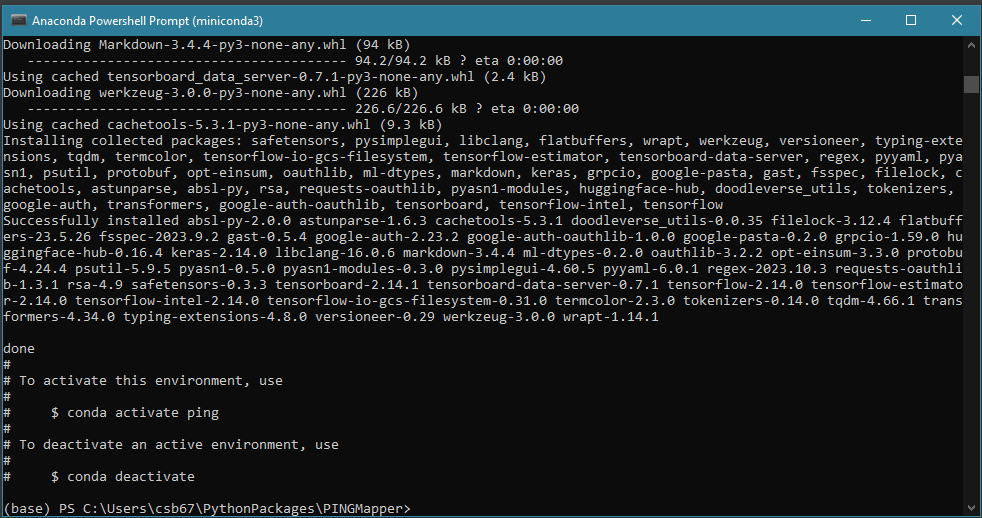 Anaconda Powershell Prompt (miniconda3)
Downloading Markdown-3.4.4-py3-none-any.whl (94 kB)
---------------------------------------- 94.2/94.2 kB ? eta 0:00:00
Using cached tensorboard_data_server-0.7.1-py3-none-any.whl (2.4 kB)
Downloading werkzeug-3.0.0-py3-none-any.whl (226 kB)
---------------------------------------- 226.6/226.6 kB ? eta 0:00:00
Using cached cachetools-5.3.1-py3-none-any.whl (9.3 kB)
Installing collected packages: safetensors, pysimplegui, libclang, flatbuffers, wrapt, werkzeug, versioneer, typing-exte
nsions, tqdm, termcolor, tensorflow-io-gcs-filesystem, tensorflow-estimator, tensorboard-data-server, regex, pyyaml, pya
sn1, psutil, protobuf, opt-einsum, oauthlib, ml-dtypes, markdown, keras, grpcio, google-pasta, gast, fsspec, filelock, c
achetools, astunparse, absl-py, rsa, requests-oauthlib, pyasn1-modules, huggingface-hub, doodleverse_utils, tokenizers,
google-auth, transformers, google-auth-oauthlib, tensorboard, tensorflow-intel, tensorflow
Successfully installed absl-py-2.0.0 astunparse-1.6.3 cachetools-5.3.1 doodleverse_utils-0.0.35 filelock-3.12.4 flatbuff
ers-23.5.26 fsspec-2023.9.2 gast-0.5.4 google-auth-2.23.2 google-auth-oauthlib-1.0.0 google-pasta-0.2.0 grpcio-1.59.0 hu
ggingface-hub-0.16.4 keras-2.14.0 libclang-16.0.6 markdown-3.4.4 ml-dtypes-0.2.0 oauthlib-3.2.2 opt-einsum-3.3.0 protobu
f-4.24.4 psutil-5.9.5 pyasn1-0.5.0 pyasn1-modules-0.3.0 pysimplegui-4.60.5 pyyaml-6.0.1 regex-2023.10.3 requests-oauthli
b-1.3.1 rsa-4.9 safetensors-0.3.3 tensorboard-2.14.1 tensorboard-data-server-0.7.1 tensorflow-2.14.0 tensorflow-estimato
r-2.14.0 tensorflow-intel-2.14.0 tensorflow-io-gcs-filesystem-0.31.0 termcolor-2.3.0 tokenizers-0.14.0 tqdm-4.66.1 trans
formers-4.34.0 typing-extensions-4.8.0 versioneer-0.29 werkzeug-3.0.0 wrapt-1.14.1
done
#
# To activate this environment, use
#
#     $ conda activate ping
#
# To deactivate an active environment, use
#
#     $ conda deactivate
(base) PS C:\Users\csb67\PythonPackages\PINGMapper>